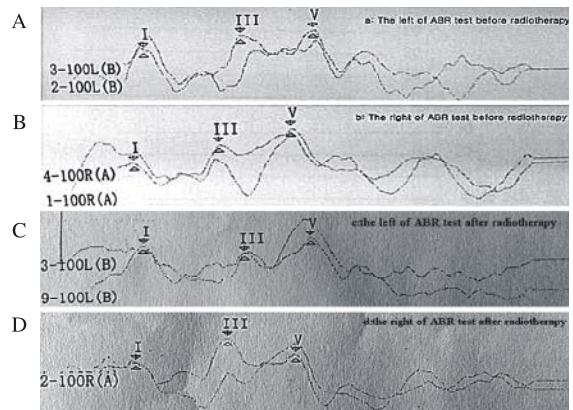 A
a: The left of ABR test before radiotherapy
I III V
3-100L(B)
2-100L(B)
B
b: The right of ABR test before radiotherapy
I III V
4-100R(A)
1-100R(A)
C
c:the left of ABR test after radiotherapy
I III V
3-100L(B)
9-100L(B)
D
d:the right of ABR test after radiotherapy
I III V
2-100R(A)